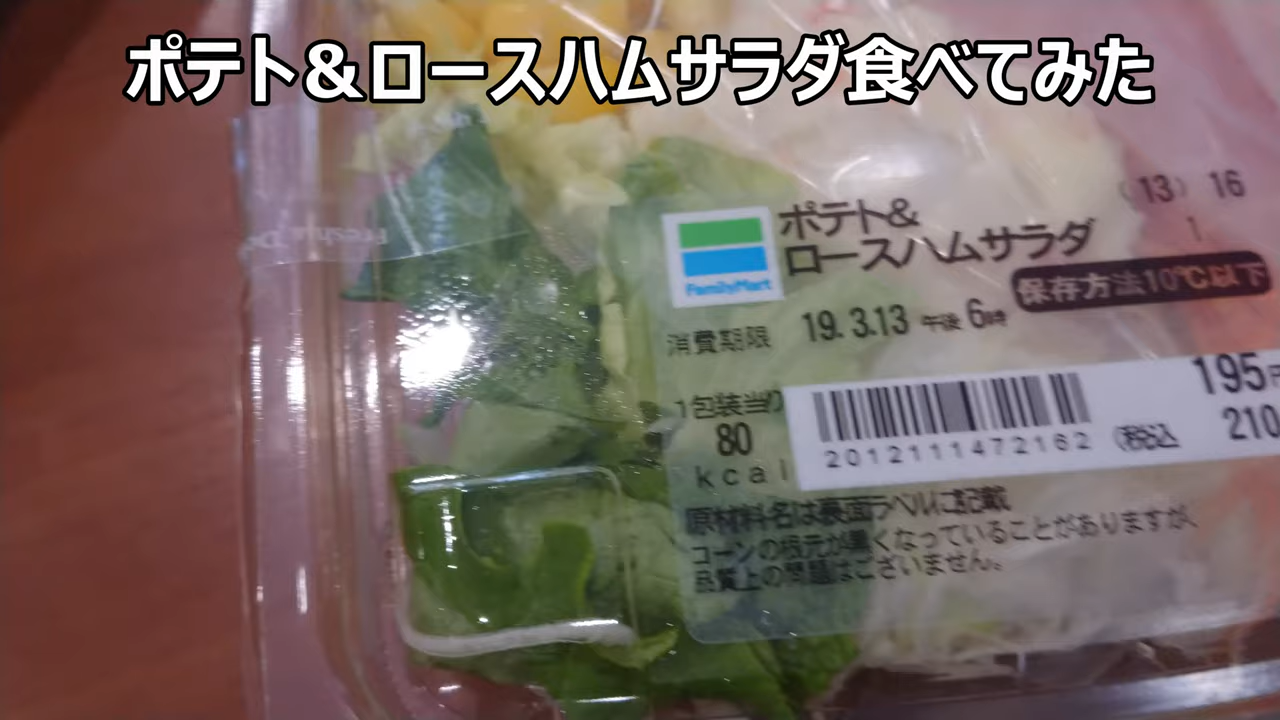 ポテト&ロースハムサラダ食べてみた
(13) 16
1
FamilyMart
ポテト&
ロースハムサラダ
保存方法10℃以下
消費期限 19.3.13 午後6時
1包装当り
80
kcal
195円
(税込 210
2012111472162
原材料名は裏面ラベルに記載
コーンの根元が黒くなっていることがありますが、
品質上の問題はございません。